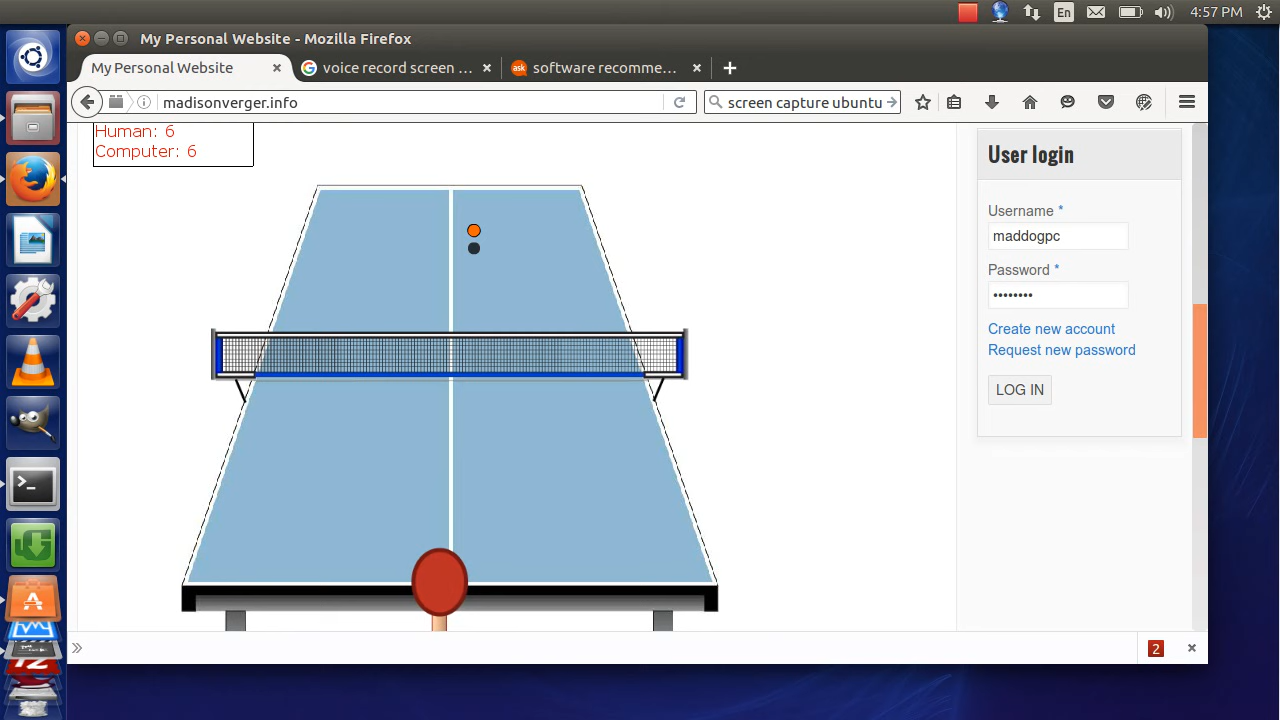 En
4:57 PM
My Personal Website - Mozilla Firefox
My Personal Website
voice record screen ...
ask
software recomme...
madisonverger.info
screen capture ubuntu
Human: 6
Computer: 6
User login
Username *
maddogpc
Password *
••••••••
Create new account
Request new password
LOG IN
2